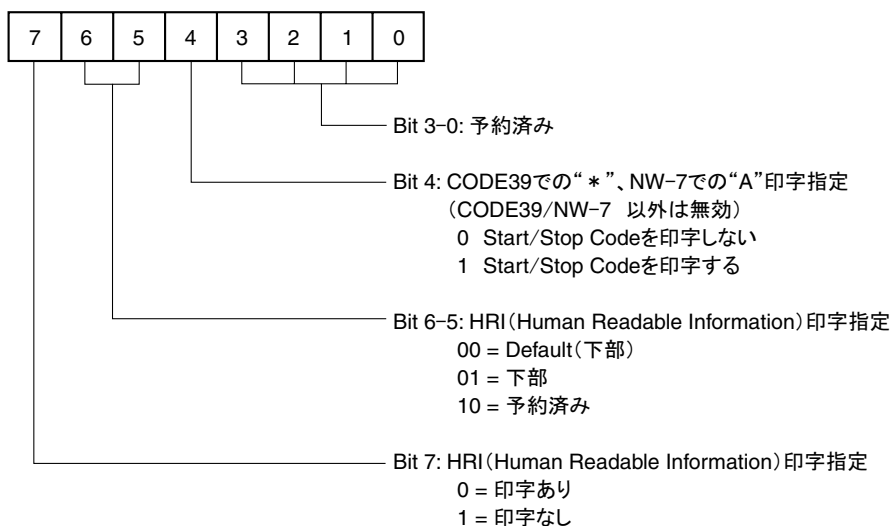 7 6 5 4 3 2 1 0
Bit 3-0: 予約済み
Bit 4: CODE39での“＊”、NW-7での“A”印字指定
（CODE39/NW-7 以外は無効）
0 Start/Stop Codeを印字しない
1 Start/Stop Codeを印字する
Bit 6-5: HRI（Human Readable Information）印字指定
00 = Default（下部）
01 = 下部
10 = 予約済み
Bit 7: HRI（Human Readable Information）印字指定
0 = 印字あり
1 = 印字なし